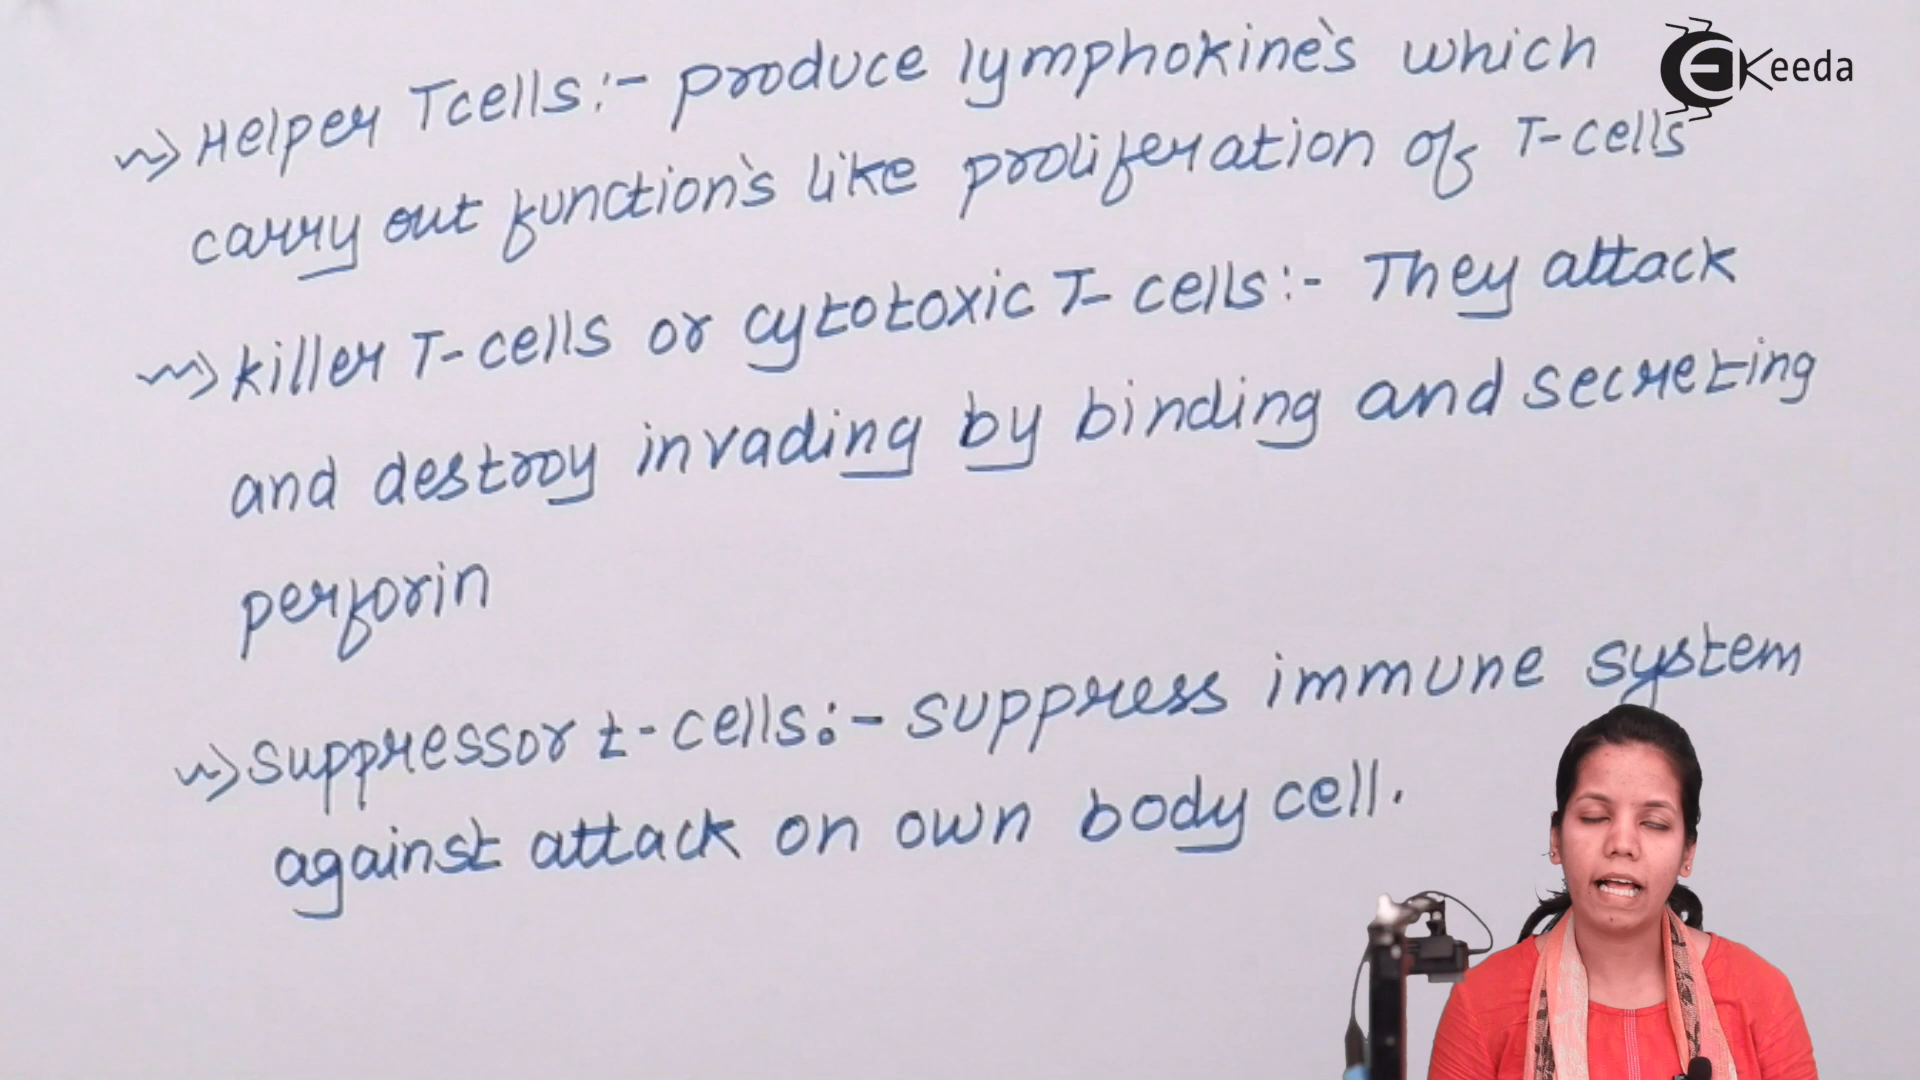 Helper Tcells:- produce lymphokine's which
carry out function's like proliferation of T-cells
killer T-cells or cytotoxic T- cells:- They attack
and destroy invading by binding and secreting
perforin
Suppressor t-cells:- suppress immune system
against attack on own body cell.
EKeeda